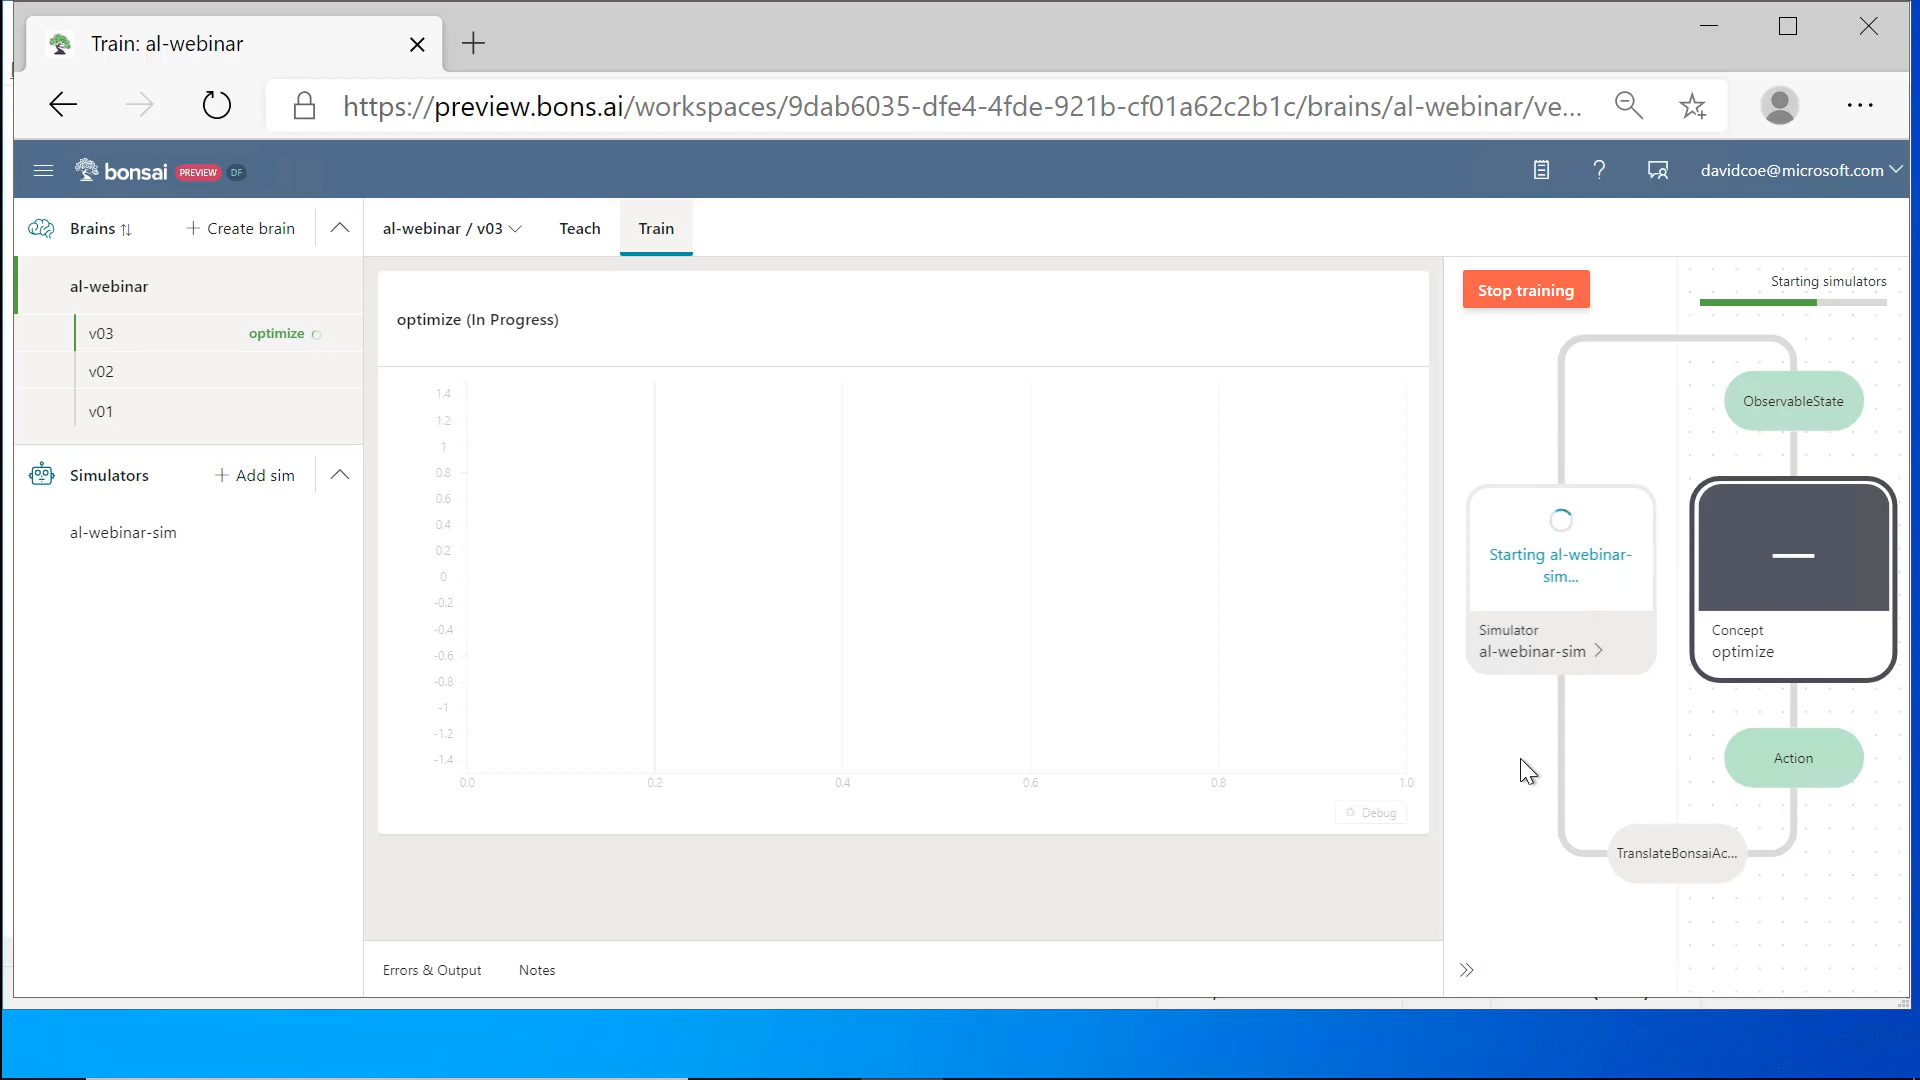 Train: al-webinar
https://preview.bons.ai/workspaces/9dab6035-dfe4-4fde-921b-cf01a62c2b1c/brains/al-webinar/ve...
bonsai PREVIEW DF
? davidcoe@microsoft.com
Brains + Create brain
al-webinar / v03 Teach Train
al-webinar
v03 optimize
v02
v01
Simulators + Add sim
al-webinar-sim
optimize (In Progress)
1.4
1.2
1
0.8
0.6
0.4
0.2
0
-0.2
-0.4
-0.6
-0.8
-1
-1.2
-1.4
0.0 0.2 0.4 0.6 0.8 1.0
Debug
Errors & Output Notes
Stop training
Starting simulators
ObservableState
Starting al-webinar-
sim...
Simulator
al-webinar-sim
Concept
optimize
Action
TranslateBonsaiAc...